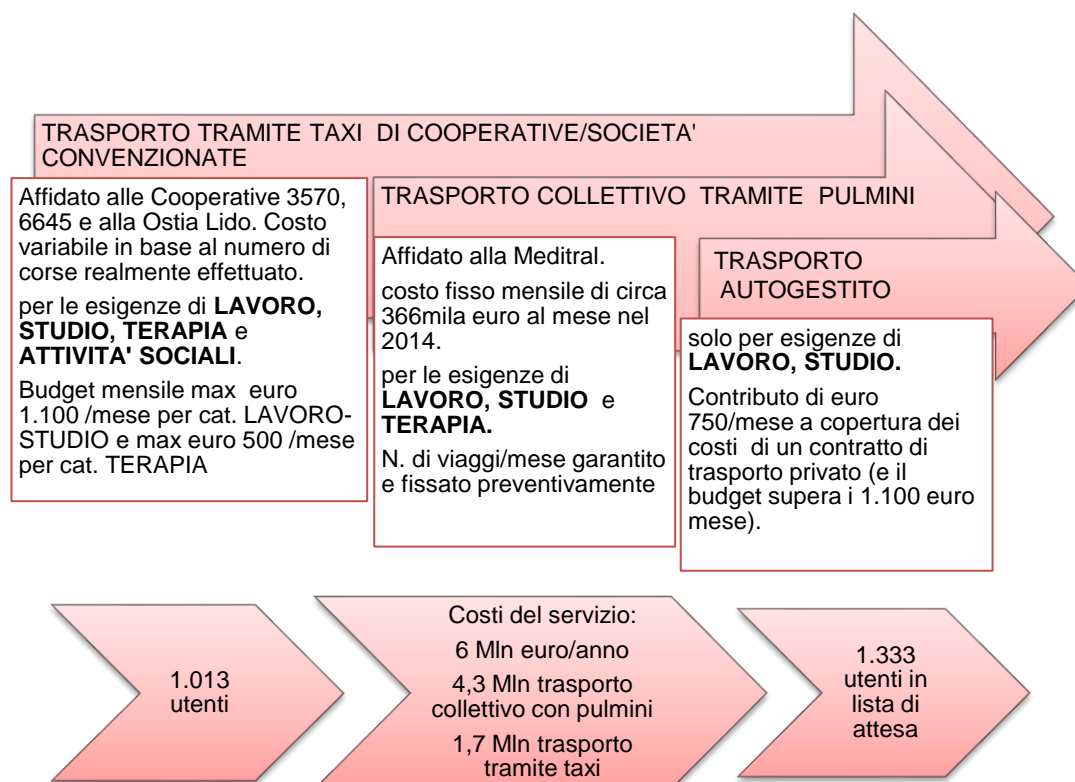 TRASPORTO TRAMITE TAXI  DI COOPERATIVE/SOCIETA'
CONVENZIONATE
Affidato alle Cooperative 3570,
6645 e alla Ostia Lido. Costo
variabile in base al numero di
corse realmente effettuato.
per le esigenze di LAVORO,
STUDIO, TERAPIA e
ATTIVITA' SOCIALI.
Budget mensile max  euro
1.100 /mese per cat. LAVORO-
STUDIO e max euro 500 /mese
per cat. TERAPIA
TRASPORTO COLLETTIVO  TRAMITE  PULMINI
Affidato alla Meditral.
costo fisso mensile di circa
366mila euro al mese nel
2014.
per le esigenze di
LAVORO, STUDIO  e
TERAPIA.
N. di viaggi/mese garantito
e fissato preventivamente
TRASPORTO
AUTOGESTITO
solo per esigenze di
LAVORO, STUDIO.
Contributo di euro
750/mese a copertura dei
costi  di un contratto di
trasporto privato (e il
budget supera i 1.100 euro
mese).
1.013
utenti
Costi del servizio:
6 Mln euro/anno
4,3 Mln trasporto
collettivo con pulmini
1,7 Mln trasporto
tramite taxi
1.333
utenti in
lista di
attesa